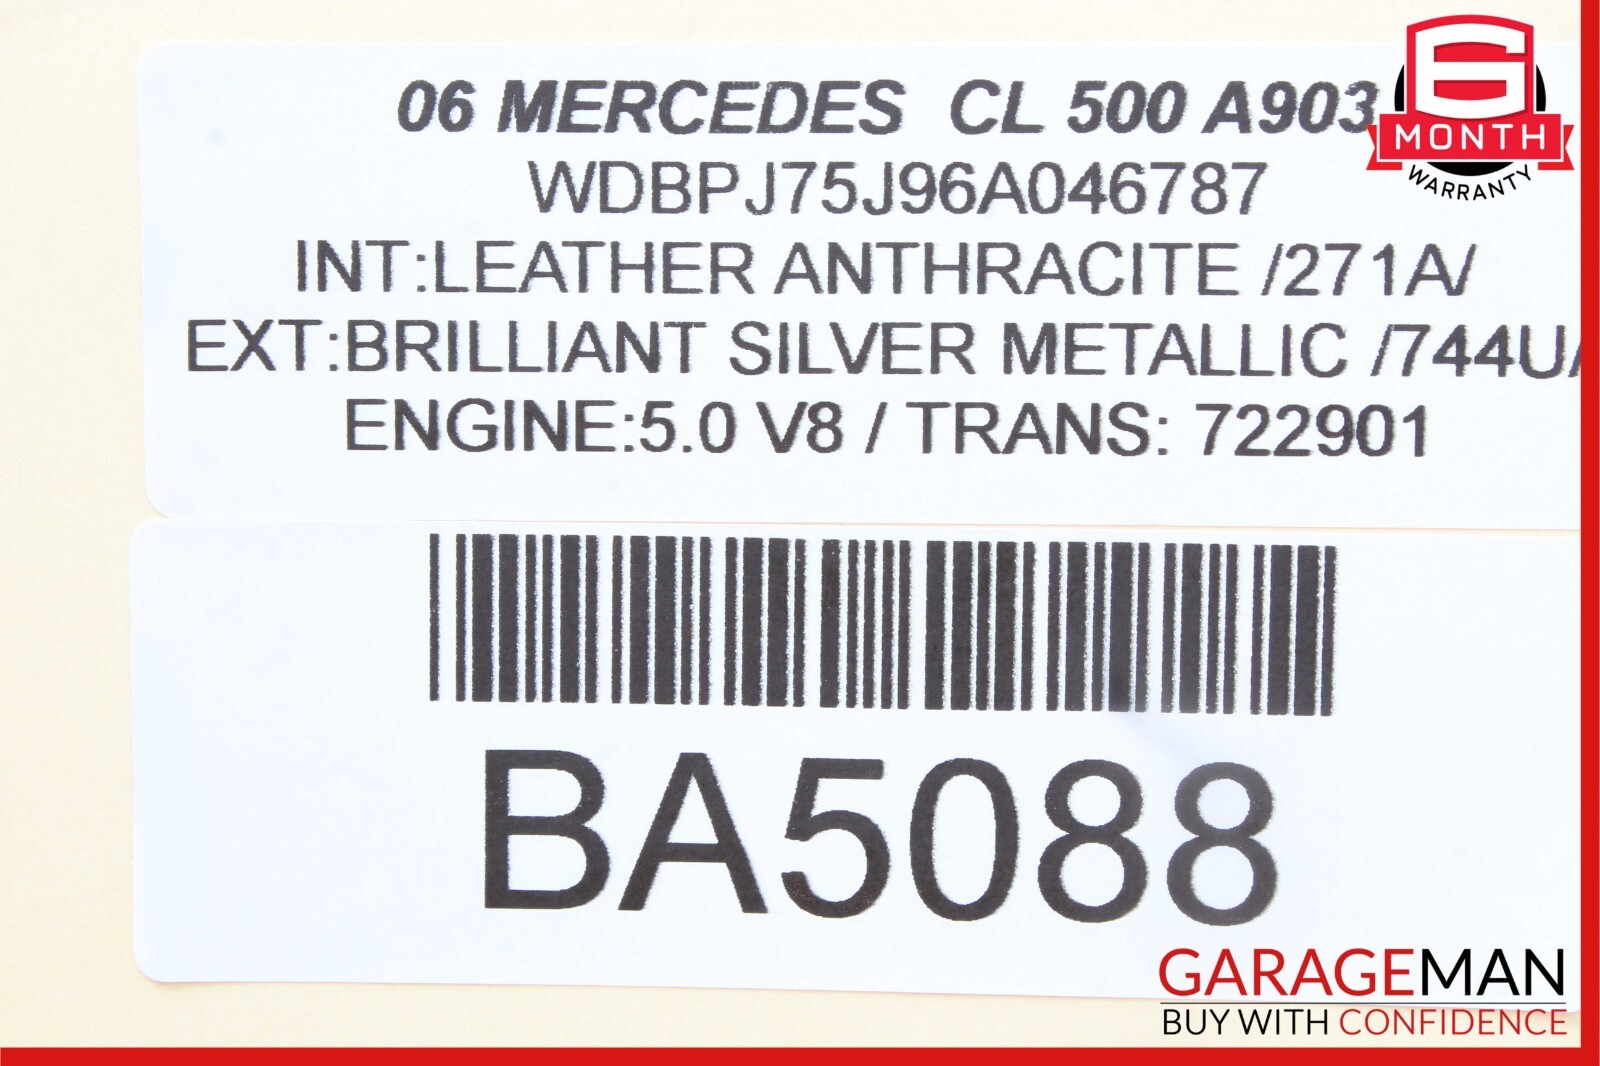 06 MERCEDES CL 500 A903
6
MONTH
WARRANTY
WDBPJ75J96A046787
INT:LEATHER ANTHRACITE /271A/
EXT:BRILLIANT SILVER METALLIC /744U/
ENGINE:5.0 V8 / TRANS: 722901
BA5088
GARAGEMAN
BUY WITH CONFIDENCE